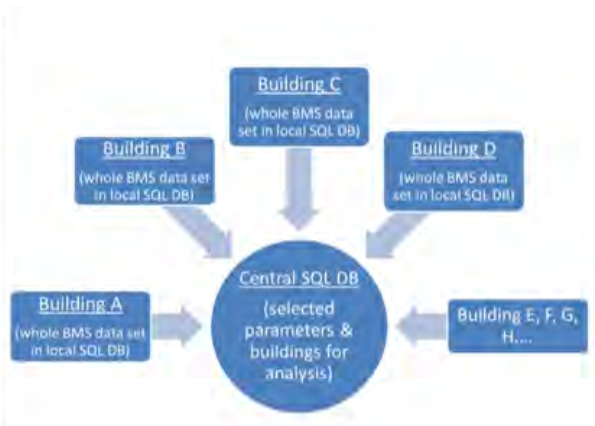 Building C
(whole BMS data
set in local SQL DB)
Building B
(whole BMS data set
in local SQL DB)
Building D
(whole BMS data
set in local SQL DB)
Central SQL DB
(selected
parameters &
buildings for
analysis)
Building A
(whole BMS data set
in local SQL DB)
Building E, F, G,
H....